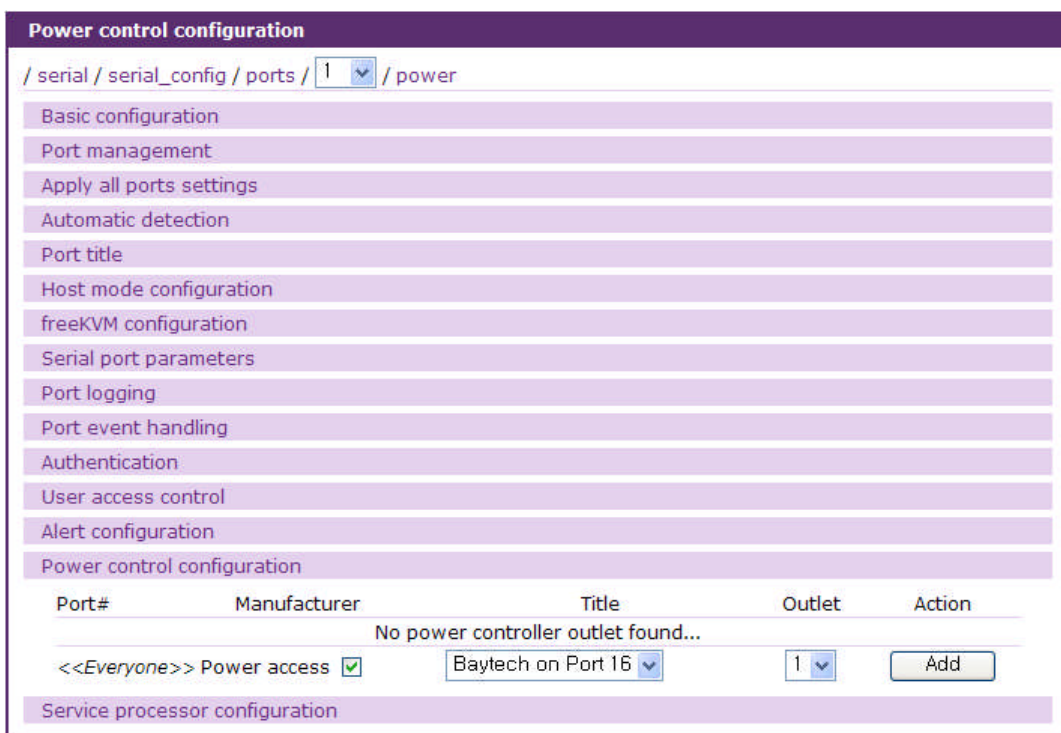 Power control configuration
/ serial / serial_config / ports / 1 / power
Basic configuration
Port management
Apply all ports settings
Automatic detection
Port title
Host mode configuration
freeKVM configuration
Serial port parameters
Port logging
Port event handling
Authentication
User access control
Alert configuration
Power control configuration
Port# Manufacturer Title Outlet Action
No power controller outlet found...
<<Everyone>> Power access Baytech on Port 16 1 Add
Service processor configuration